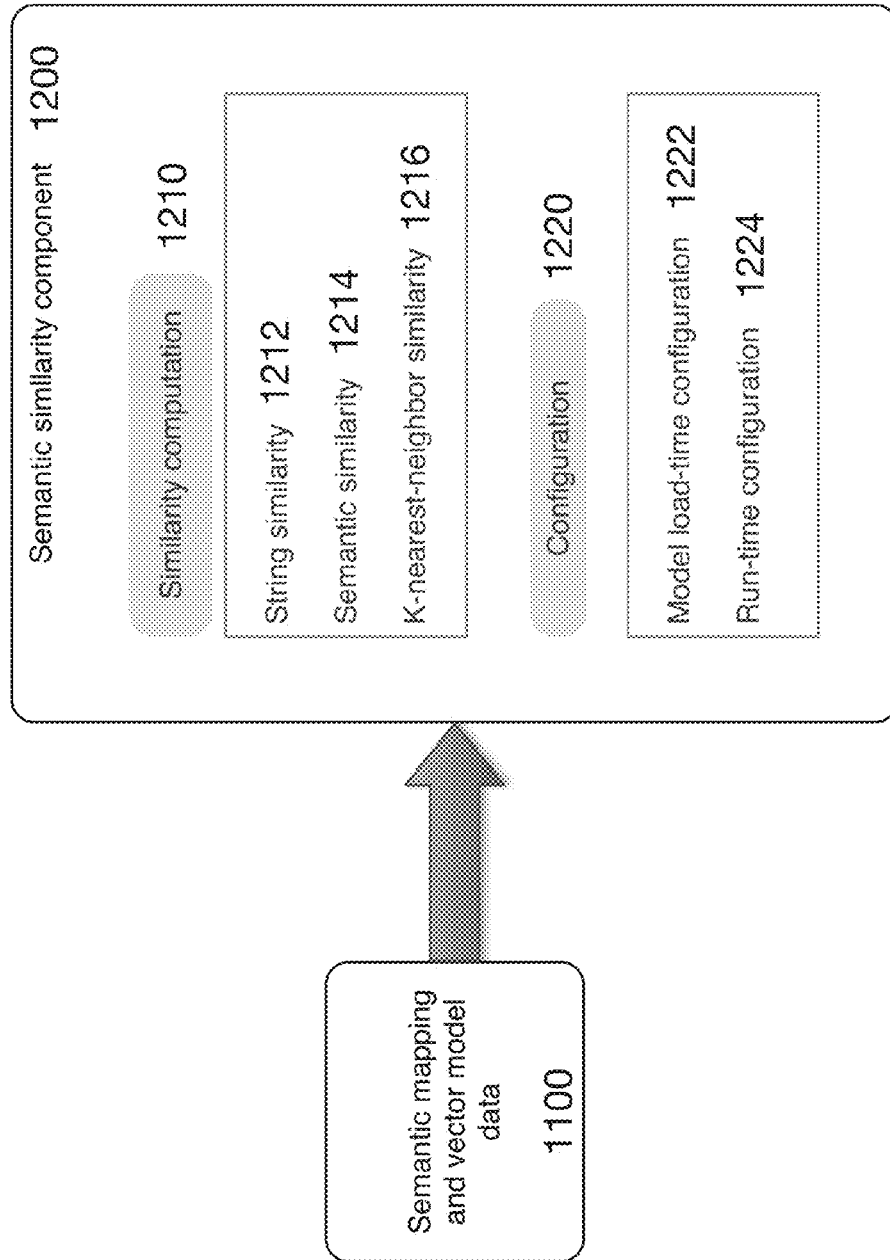 Semantic mapping
and vector model
data
1100
Semantic similarity component 1200
Similarity computation 1210
String similarity 1212
Semantic similarity 1214
K-nearest-neighbor similarity 1216
Configuration 1220
Model load-time configuration 1222
Run-time configuration 1224